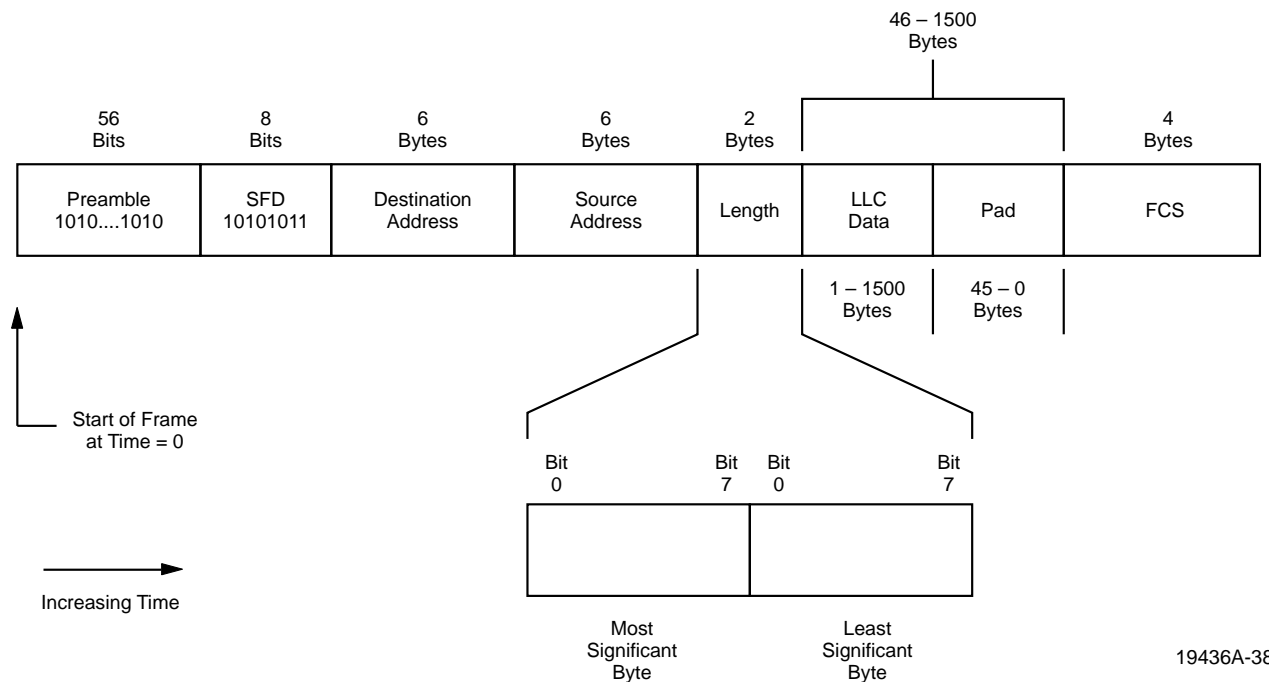 46 – 1500
Bytes
56
Bits
8
Bits
6
Bytes
6
Bytes
2
Bytes
4
Bytes
Preamble
1010....1010
SFD
10101011
Destination
Address
Source
Address
Length
LLC
Data
Pad
FCS
1 – 1500
Bytes
45 – 0
Bytes
Start of Frame
at Time = 0
Bit
0
Bit
7
Bit
0
Bit
7
Increasing Time
Most
Significant
Byte
Least
Significant
Byte
19436A-38